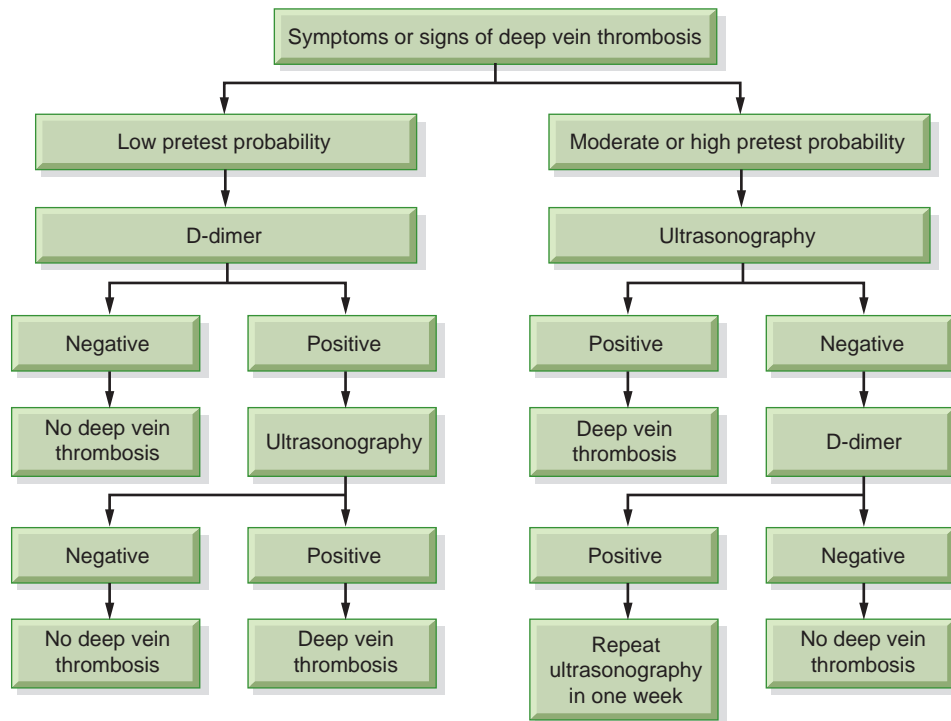 Symptoms or signs of deep vein thrombosis
Low pretest probability
Moderate or high pretest probability
D-dimer
Ultrasonography
Negative
Positive
Positive
Negative
No deep vein
thrombosis
Ultrasonography
Deep vein
thrombosis
D-dimer
Negative
Positive
Positive
Negative
No deep vein
thrombosis
Deep vein
thrombosis
Repeat
ultrasonography
in one week
No deep vein
thrombosis